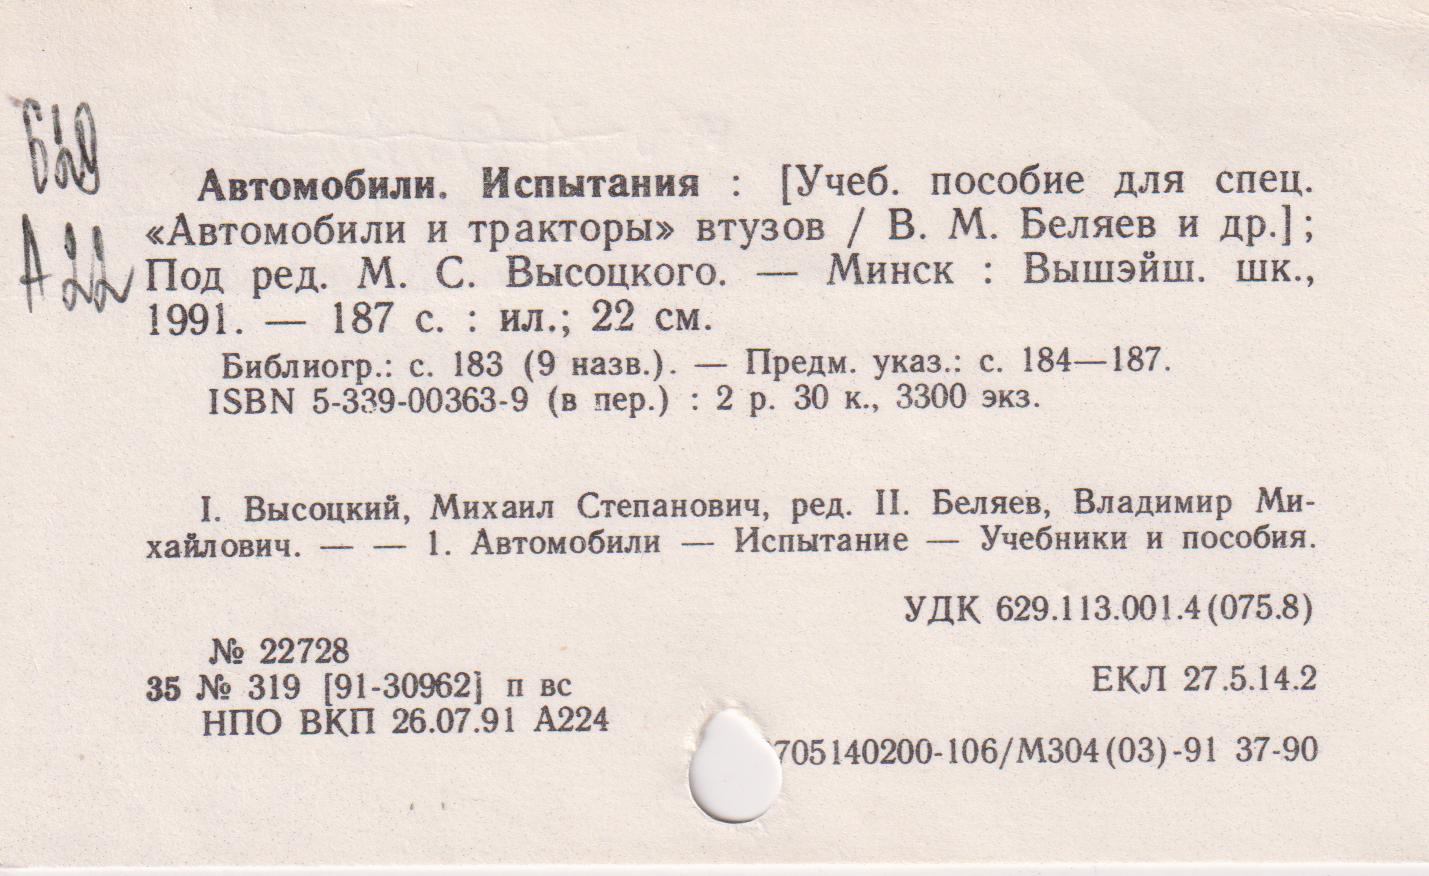 629
А 22
Автомобили. Испытания : [Учеб. пособие для спец.
«Автомобили и тракторы» втузов / В. М. Беляев и др.] ;
Под ред. М. С. Высоцкого. — Минск : Вышэйш. шк.,
1991. — 187 с. : ил.; 22 см.
Библиогр.: с. 183 (9 назв.). — Предм. указ.: с. 184—187.
ISBN 5-339-00363-9 (в пер.) : 2 р. 30 к., 3300 экз.
I. Высоцкий, Михаил Степанович, ред. II. Беляев, Владимир Ми-
хайлович. — — 1. Автомобили — Испытание — Учебники и пособия.
УДК 629.113.001.4(075.8)
№ 22728
35 № 319 [91-30962] п вс
ЕКЛ 27.5.14.2
НПО ВКП 26.07.91 А224
705140200-106/М304(03)-91 37-90